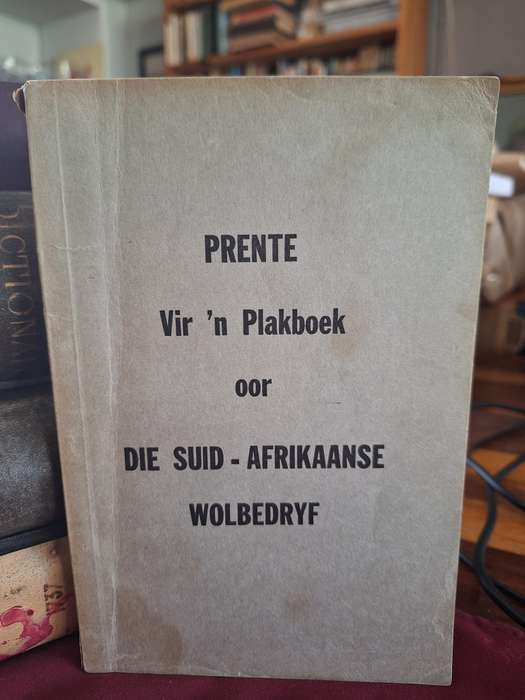 PRENTE
Vir 'n Plakboek
oor
DIE SUID - AFRIKAANSE
WOLBEDRYF